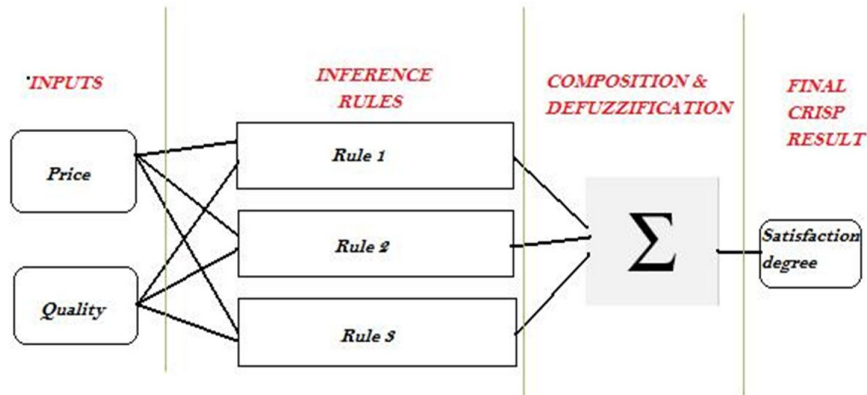 INPUTS
INFERENCE
RULES
COMPOSITION &
DEFUZZIFICATION
FINAL
CRISP
RESULT
Price
Quality
Rule 1
Rule 2
Rule 3
Σ
Satisfaction
degree